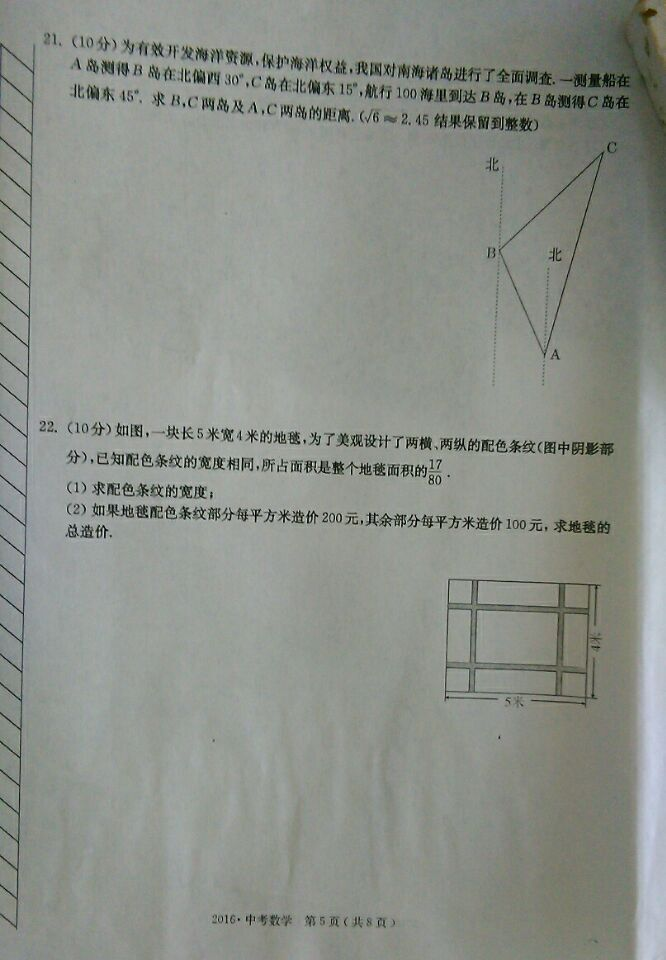 21. (10分)为有效开发海洋资源,保护海洋权益,我国对南海诸岛进行了全面调查.一测量船在
A岛测得B岛在北偏西30°,C岛在北偏东15°,航行100海里到达B岛,在B岛测得C岛在
北偏东45°. 求B,C两岛及A,C两岛的距离.(√6≈2.45 结果保留到整数)
C
北
B
北
A
22. (10分)如图,一块长5米宽4米的地毯,为了美观设计了两横、两纵的配色条纹(图中阴影部
分),已知配色条纹的宽度相同,所占面积是整个地毯面积的17/80.
(1) 求配色条纹的宽度;
(2) 如果地毯配色条纹部分每平方米造价200元,其余部分每平方米造价100元, 求地毯的
总造价.
4米
5米
2016·中考数学 第5页(共8页)